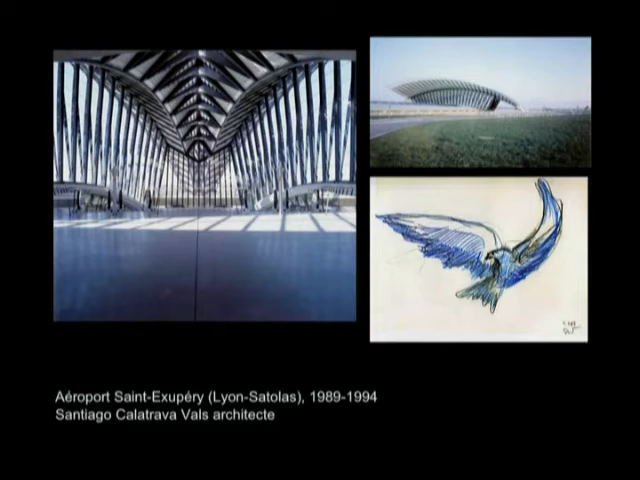 Aéroport Saint-Exupéry (Lyon-Satolas), 1989-1994
Santiago Calatrava Vals architecte